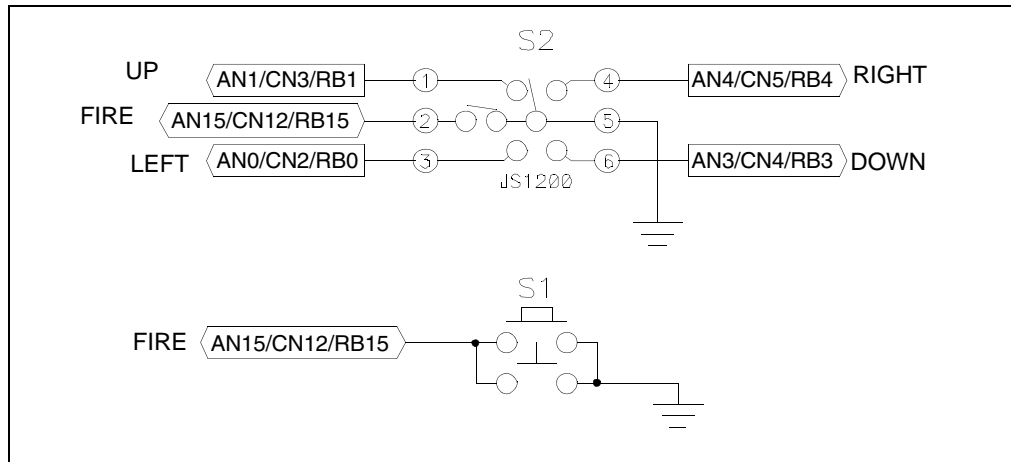 S2
UP AN1/CN3/RB1 1 4 AN4/CN5/RB4 RIGHT
FIRE AN15/CN12/RB15 2 5
LEFT AN0/CN2/RB0 3 6 AN3/CN4/RB3 DOWN
JS1200
S1
FIRE AN15/CN12/RB15